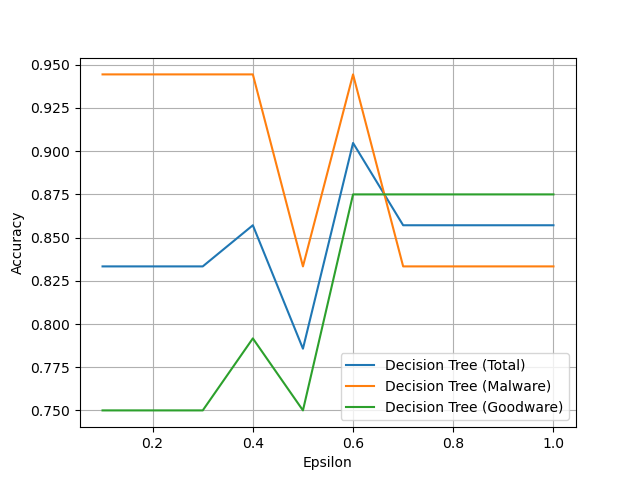 0.950
0.925
0.900
0.875
0.850
0.825
0.800
0.775
0.750
Accuracy
0.2
0.4
0.6
0.8
1.0
Epsilon
Decision Tree (Total)
Decision Tree (Malware)
Decision Tree (Goodware)